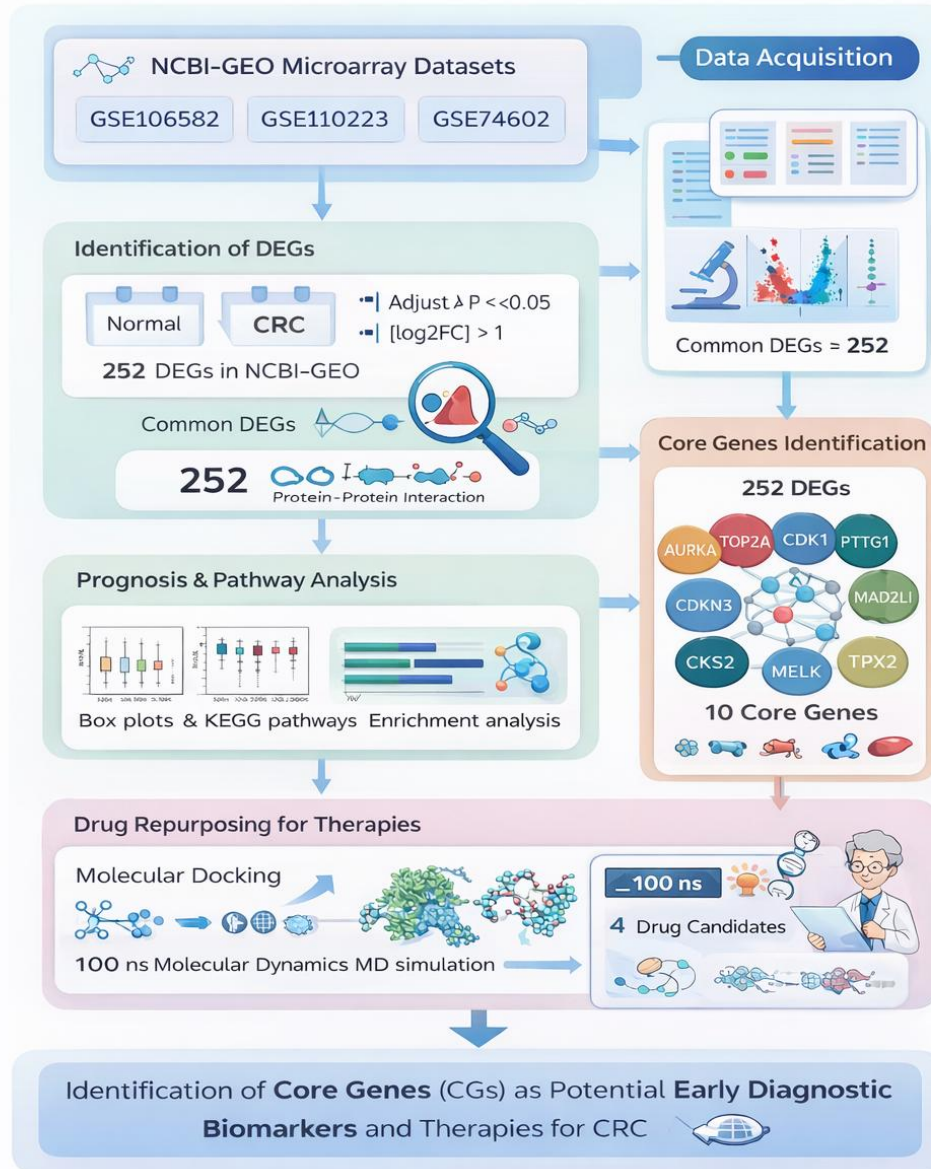 NCBI-GEO Microarray Datasets
Data Acquisition
GSE106582
GSE110223
GSE74602
Identification of DEGs
Normal
CRC
Adjust λ P <<0.05
[log2FC] > 1
252 DEGs in NCBI-GEO
Common DEGs
252
Protein-Protein Interaction
Common DEGs = 252
Core Genes Identification
252 DEGs
AURKA
TOP2A
CDK1
PTTG1
CDKN3
MAD2LI
CKS2
MELK
TPX2
10 Core Genes
Prognosis & Pathway Analysis
Box plots & KEGG pathways
Enrichment analysis
Drug Repurposing for Therapies
Molecular Docking
100 ns Molecular Dynamics MD simulation
_100 ns
4 Drug Candidates
Identification of Core Genes (CGs) as Potential Early Diagnostic
Biomarkers and Therapies for CRC